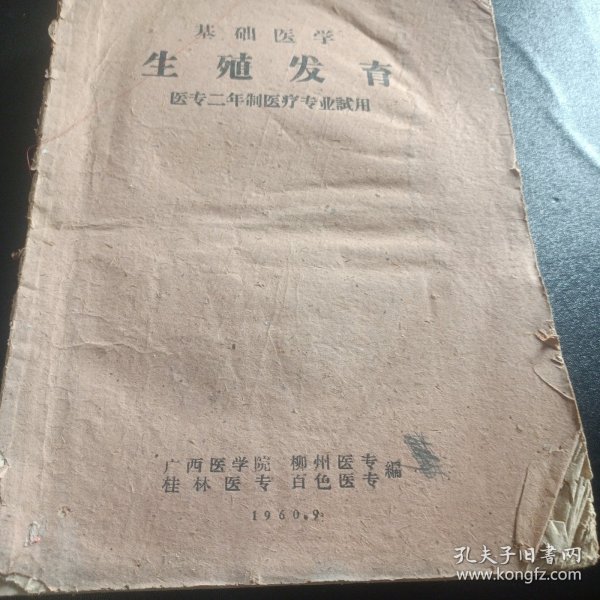 基础医学
生殖发育
医专二年制医疗专业試用
广西医学院 柳州医专
桂林医专 百色医专 編
1960.9.
孔夫子旧书网
www.kongfz.com